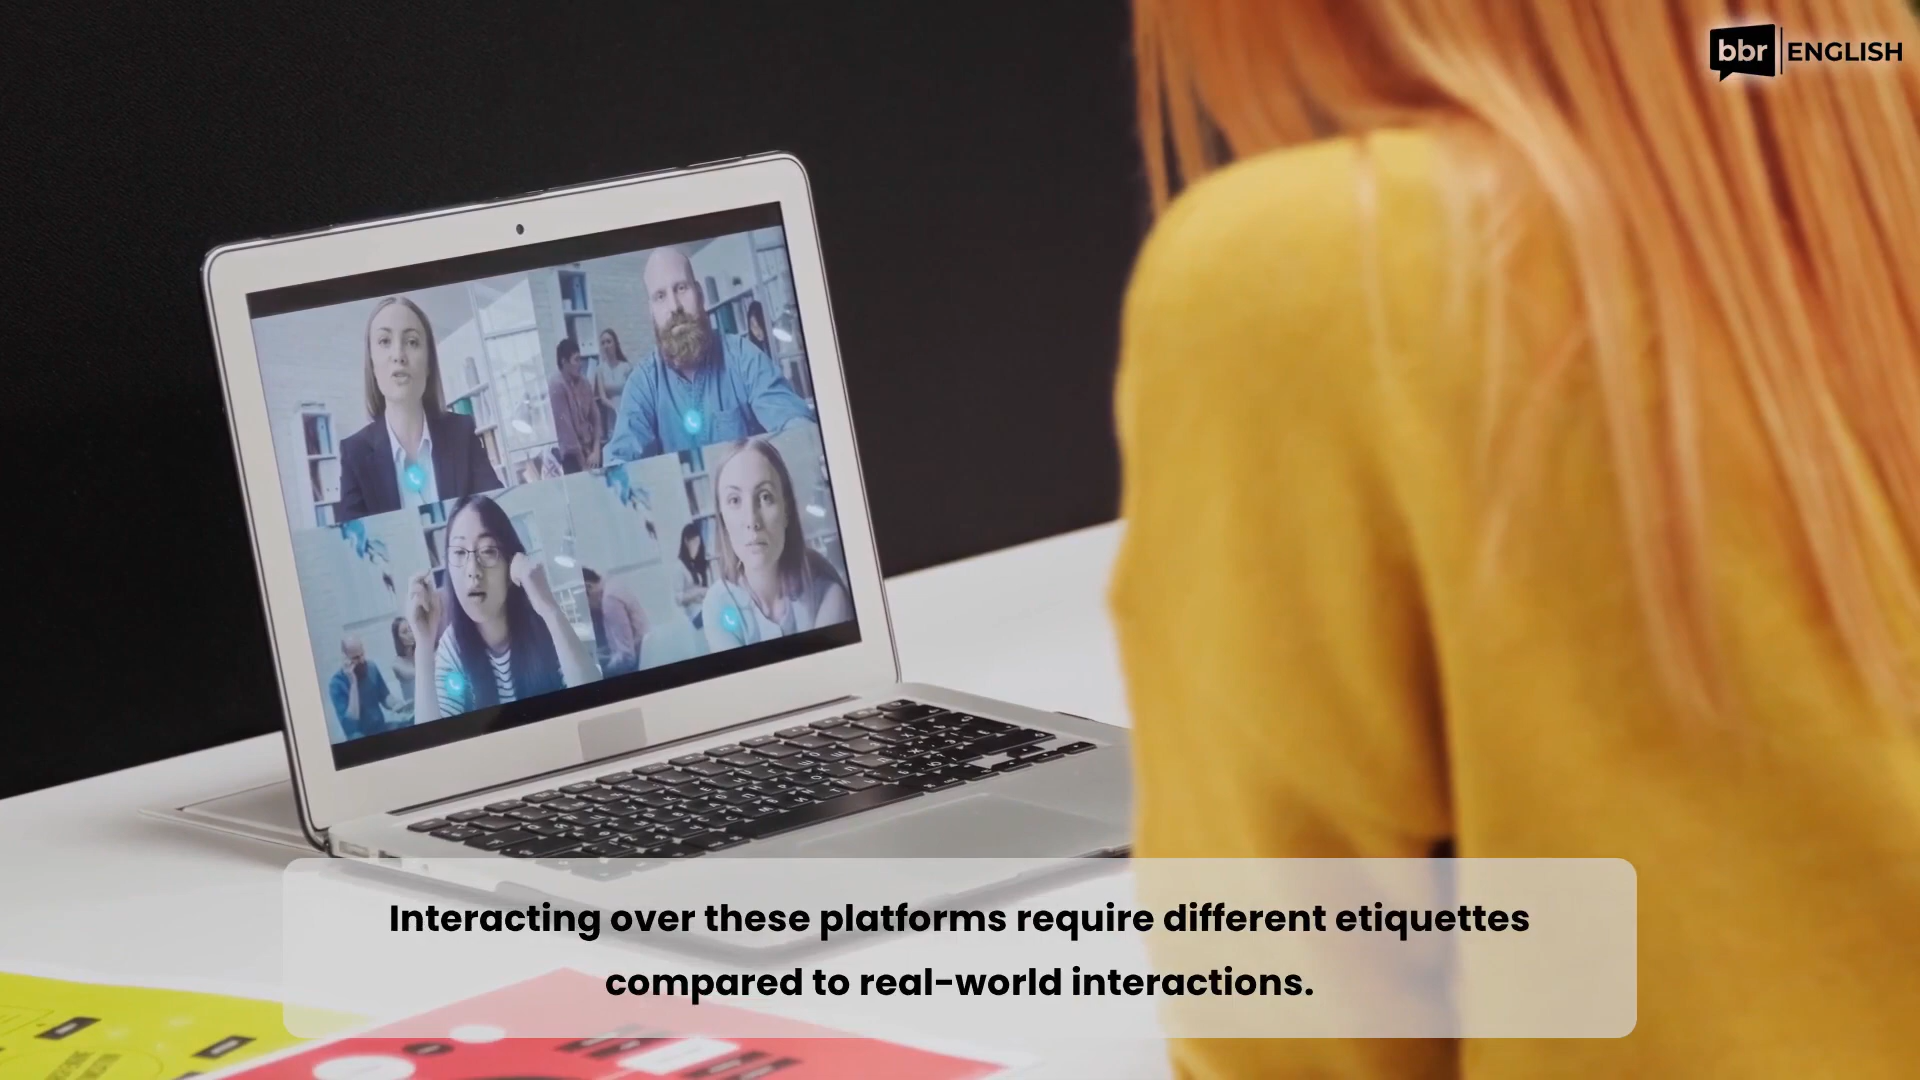 bbr ENGLISH
Interacting over these platforms require different etiquettes
compared to real-world interactions.